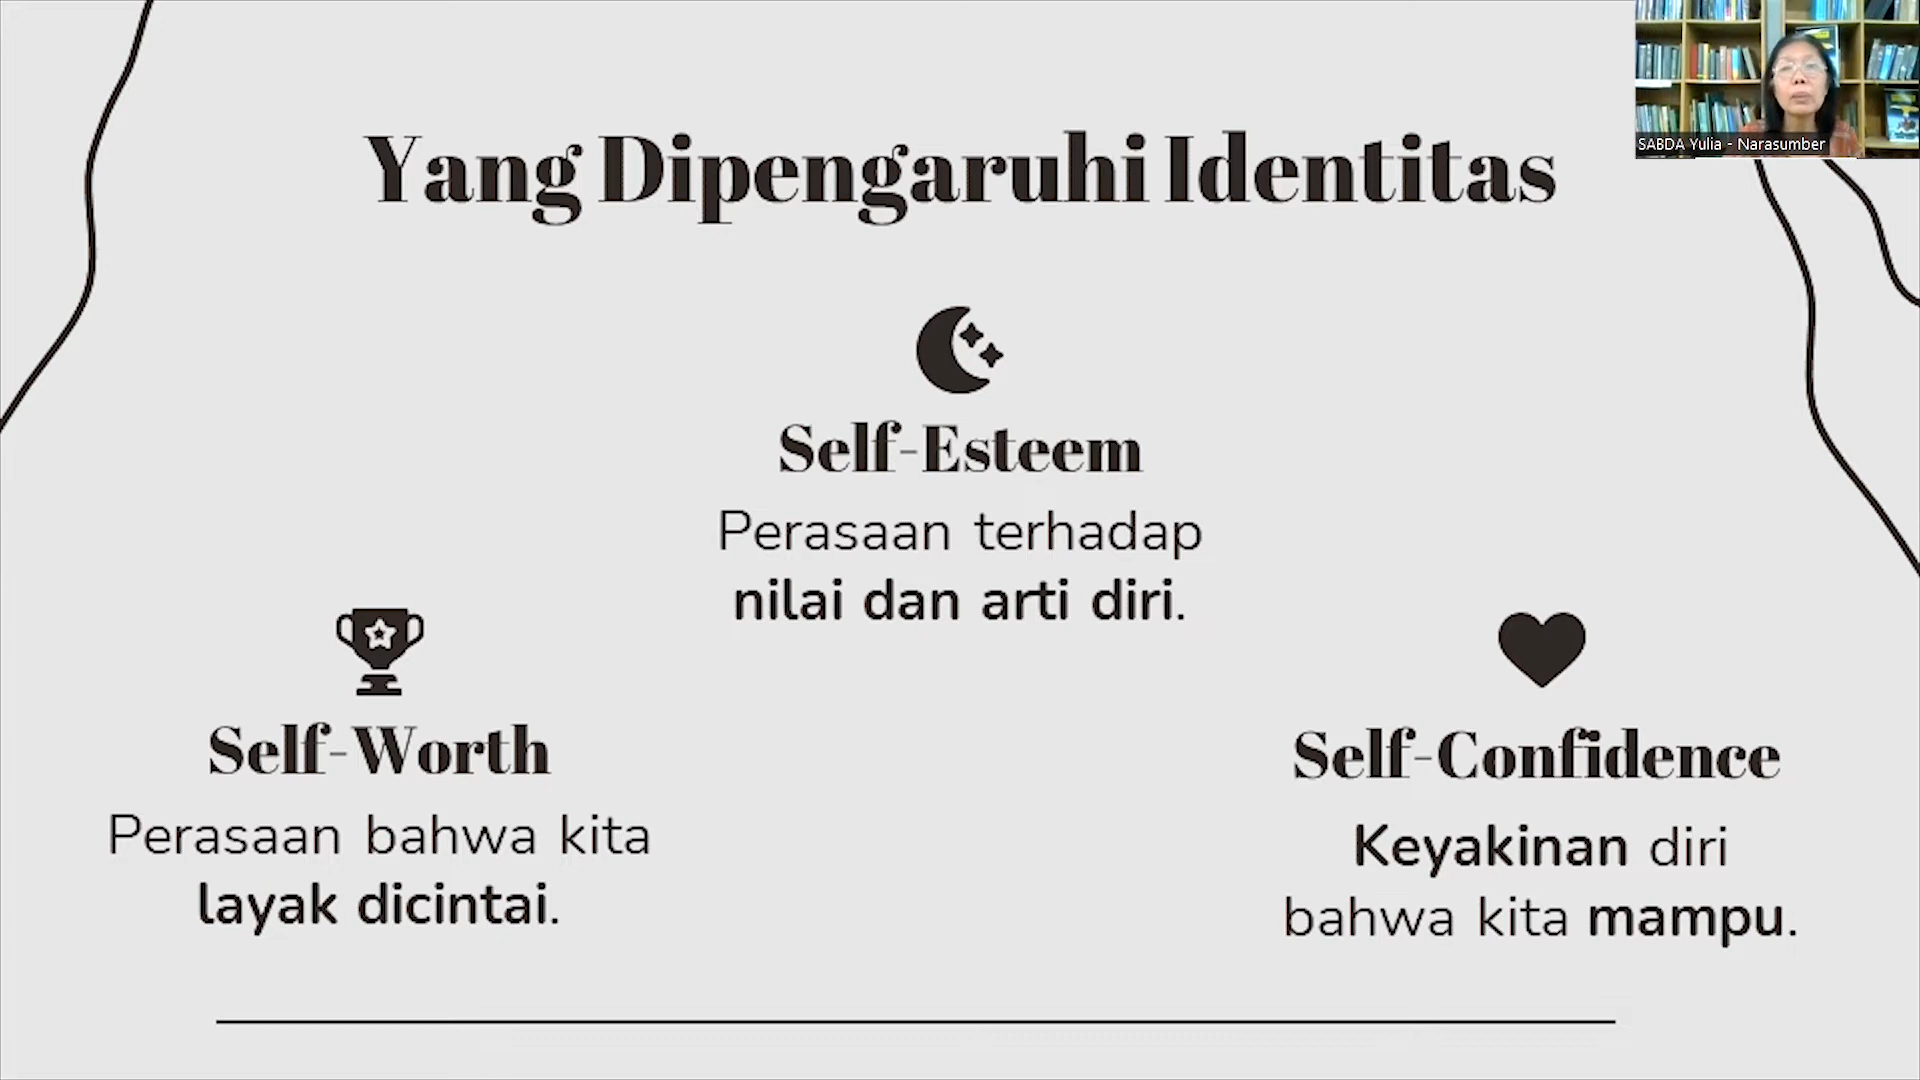 SABDA Yulia - Narasumber
Yang Dipengaruhi Identitas
Self-Esteem
Perasaan terhadap
nilai dan arti diri.
Self-Worth
Perasaan bahwa kita
layak dicintai.
Self-Confidence
Keyakinan diri
bahwa kita mampu.